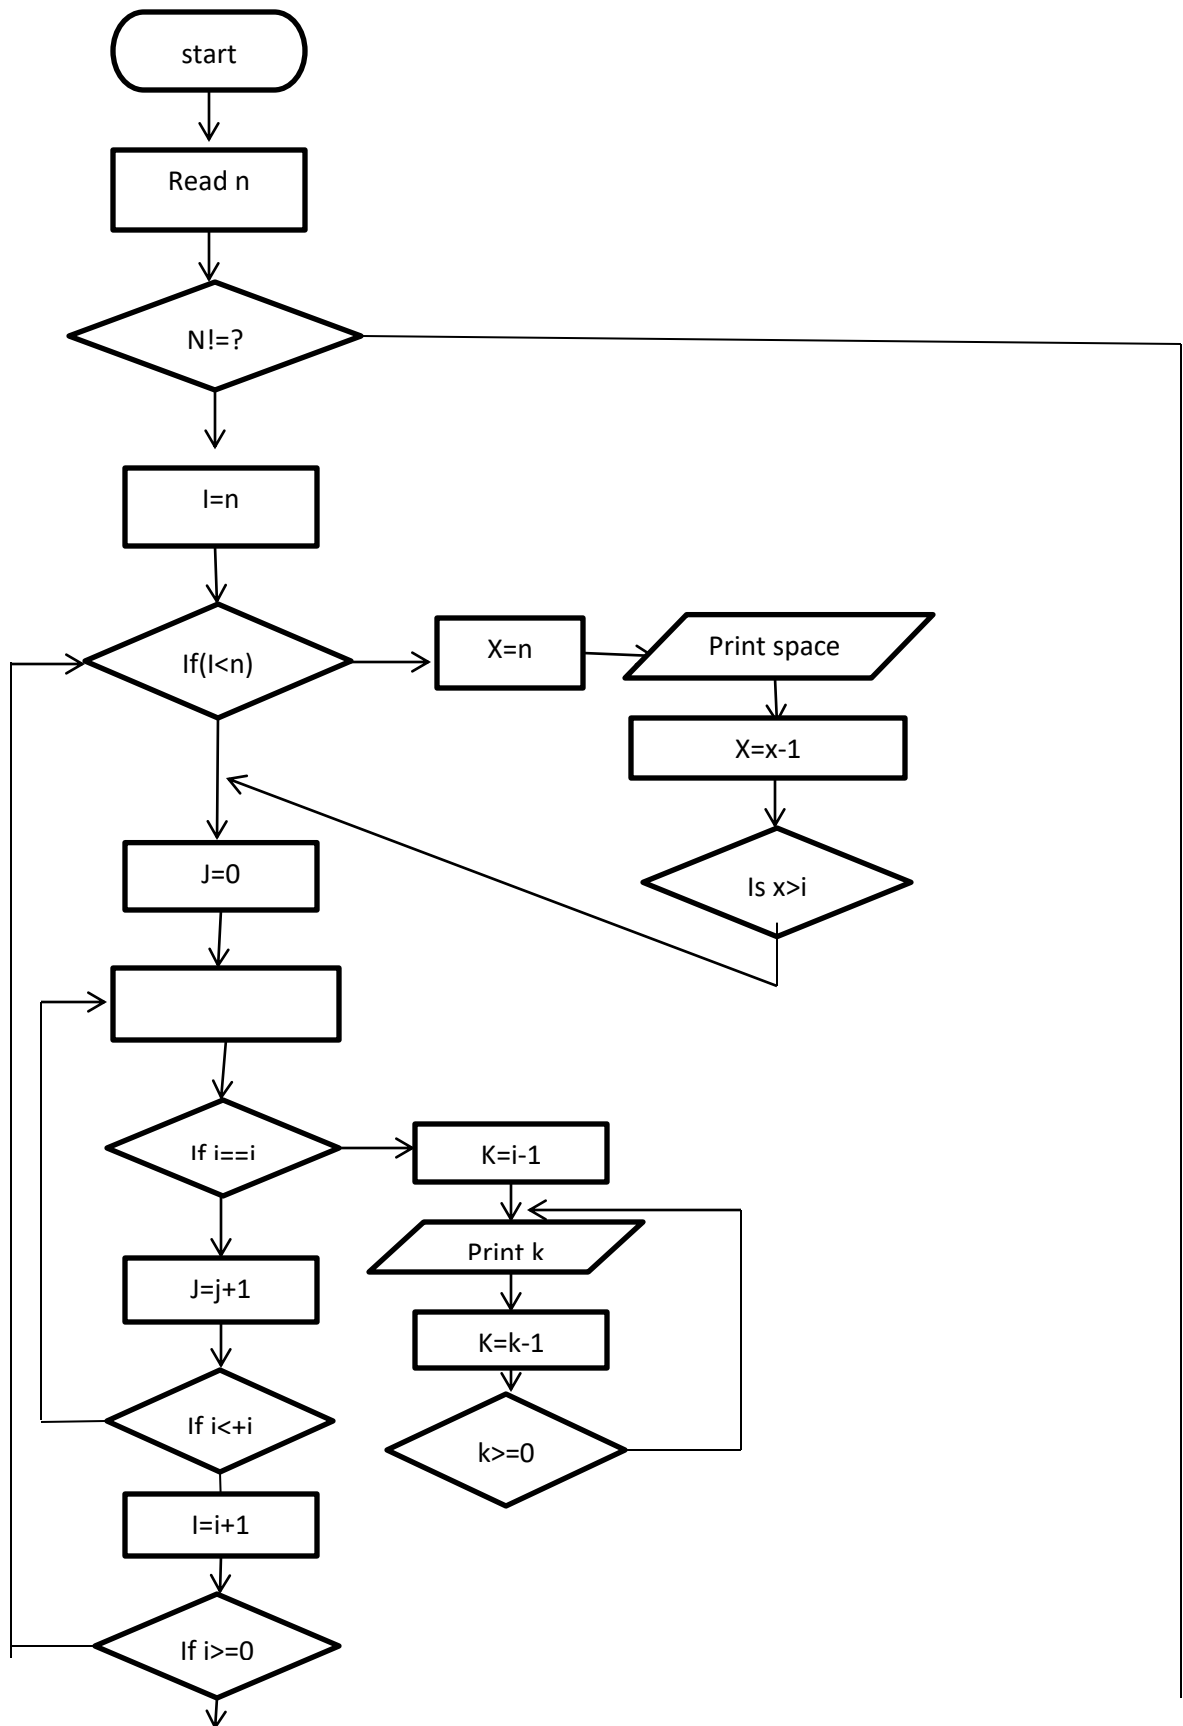 start
Read n
N!=?
I=n
If(I<n)
X=n
Print space
X=x-1
Is x>i
J=0
If i==i
K=i-1
Print k
J=j+1
K=k-1
If i<+i
k>=0
I=i+1
If i>=0